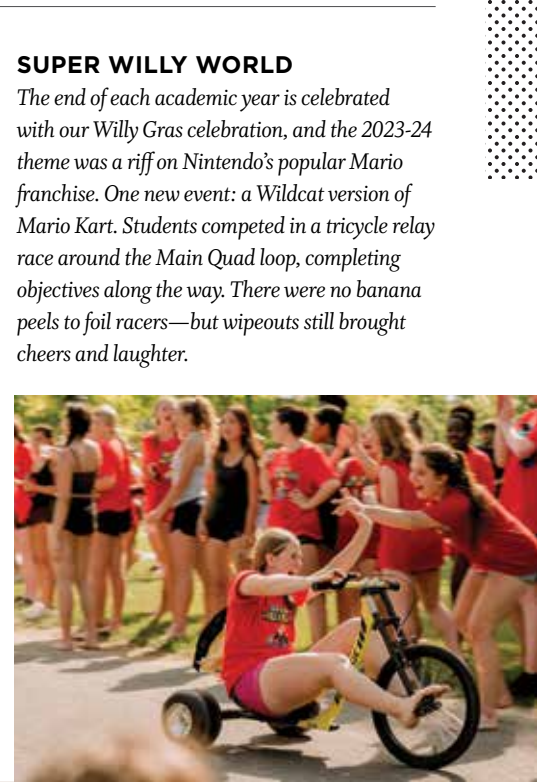 SUPER WILLY WORLD
The end of each academic year is celebrated
with our Willy Gras celebration, and the 2023-24
theme was a riff on Nintendo’s popular Mario
franchise. One new event: a Wildcat version of
Mario Kart. Students competed in a tricycle relay
race around the Main Quad loop, completing
objectives along the way. There were no banana
peels to foil racers—but wipeouts still brought
cheers and laughter.